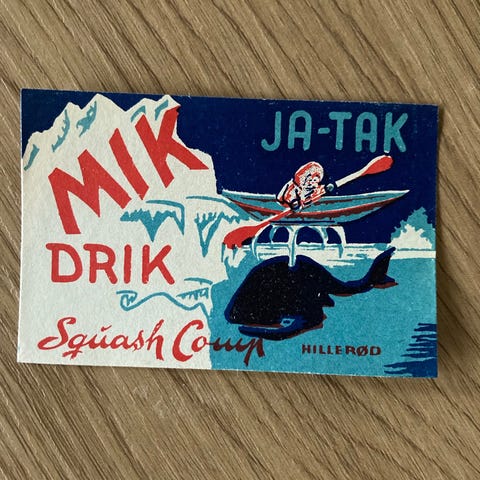 JA-TAK
MIK
DRIK
Squash Comp
HILLERØD